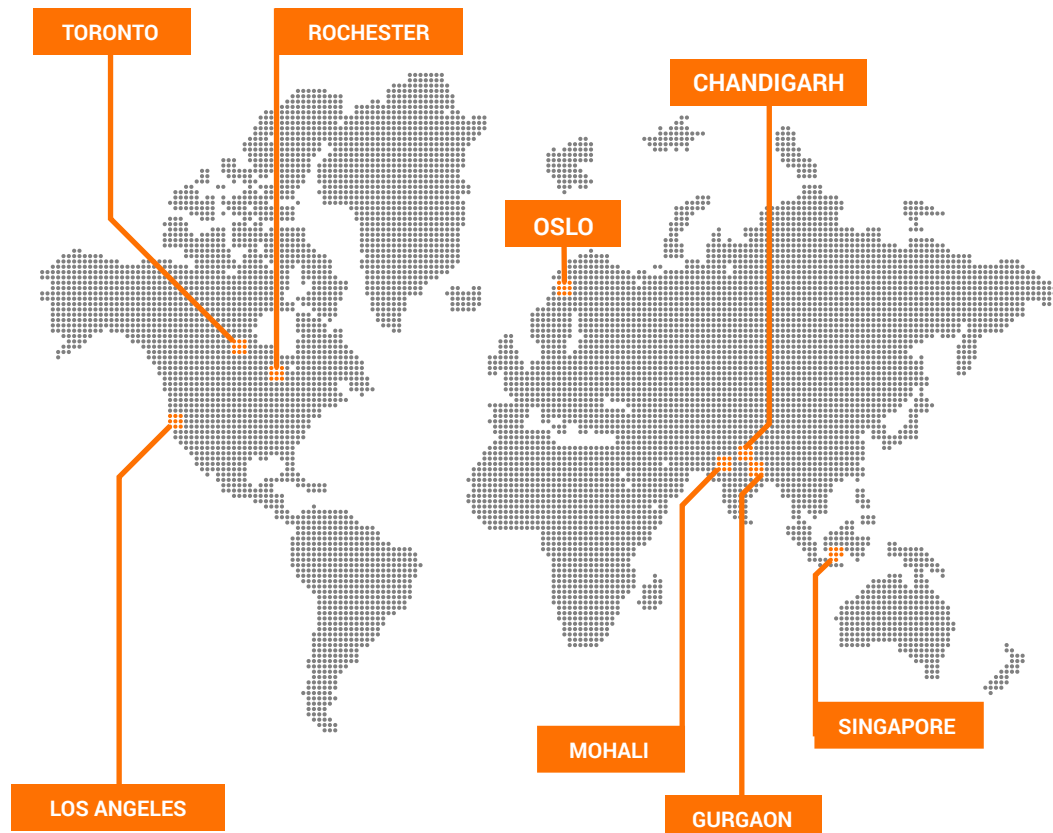 TORONTO
ROCHESTER
CHANDIGARH
OSLO
SINGAPORE
MOHALI
LOS ANGELES
GURGAON